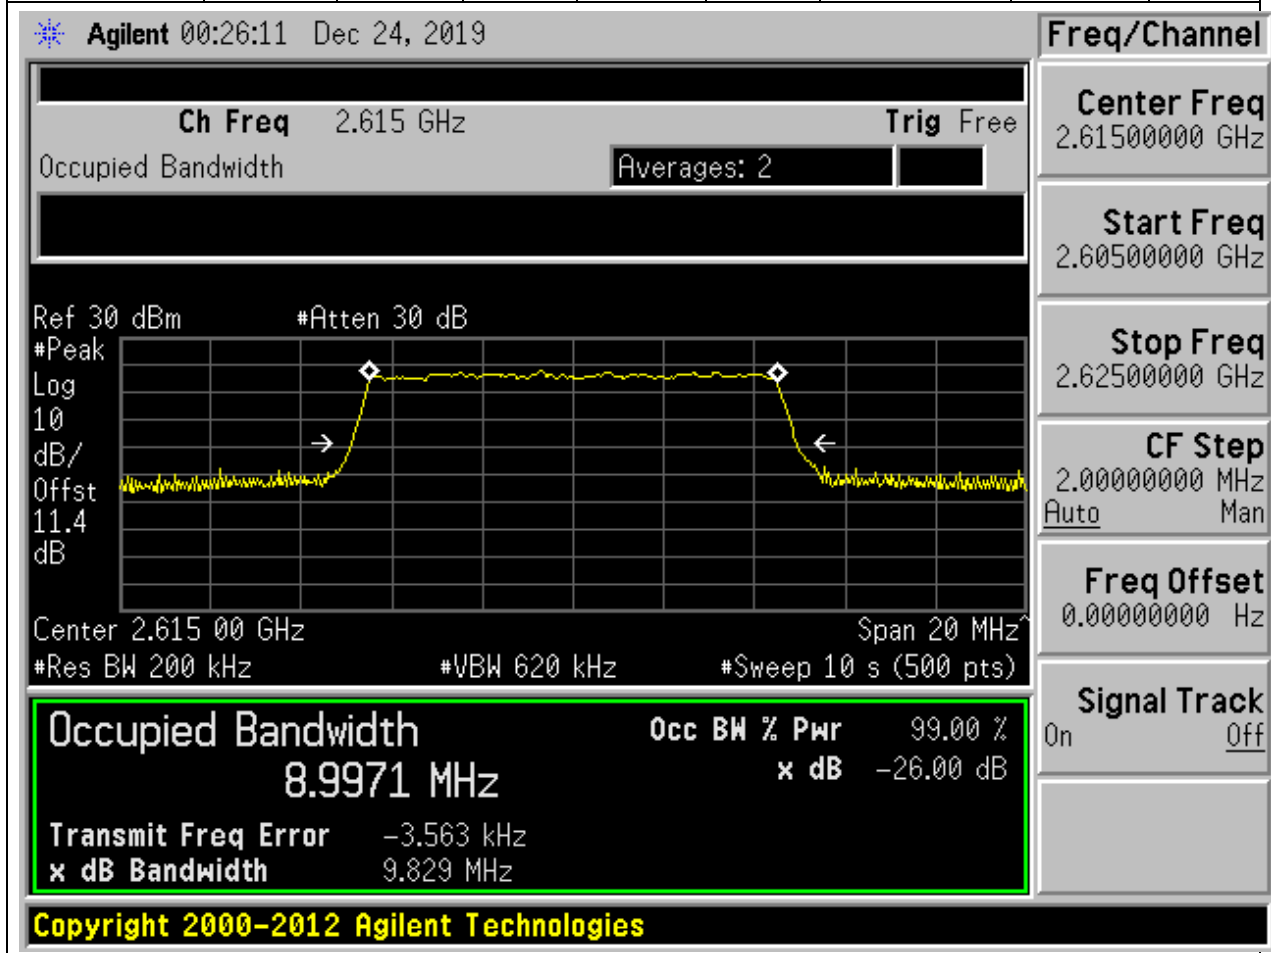 Agilent 00:26:11 Dec 24, 2019
Freq/Channel
Ch Freq 2.615 GHz
Trig Free
Occupied Bandwidth
Averages: 2
Center Freq
2.61500000 GHz
Start Freq
2.60500000 GHz
Stop Freq
2.62500000 GHz
CF Step
2.00000000 MHz
Auto Man
Freq Offset
0.00000000 Hz
Signal Track
On Off
Ref 30 dBm #Atten 30 dB
#Peak
Log
10
dB/
Offst
11.4
dB
Center 2.615 00 GHz Span 20 MHz^
#Res BW 200 kHz #VBW 620 kHz #Sweep 10 s (500 pts)
Occupied Bandwidth
8.9971 MHz
Occ BW % Pwr 99.00 %
x dB -26.00 dB
Transmit Freq Error -3.563 kHz
x dB Bandwidth 9.829 MHz
Copyright 2000-2012 Agilent Technologies